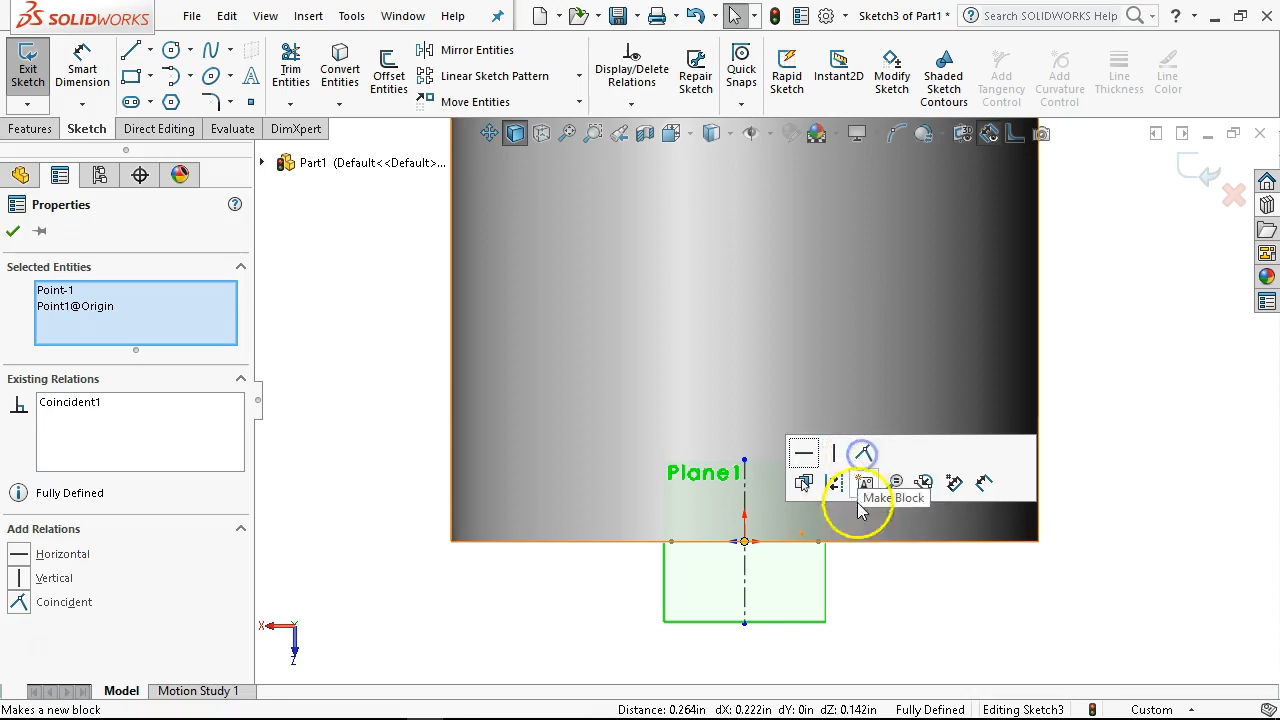 SOLIDWORKS File Edit View Insert Tools Window Help Sketch3 of Part1 * Search SOLIDWORKS Help
Exit Sketch
Smart Dimension
Trim Entities
Convert Entities
Offset Entities
Mirror Entities
Linear Sketch Pattern
Move Entities
Display/Delete Relations
Repair Sketch
Quick Snaps
Rapid Sketch
Instant2D
Modify Sketch
Shaded Sketch Contours
Add Tangency Control
Add Curvature Control
Line Thickness
Line Color
Features Sketch Direct Editing Evaluate DimXpert
Part1 (Default<<Default>...
Properties
Selected Entities
Point-1
Point1@Origin
Existing Relations
Coincident1
Fully Defined
Add Relations
Horizontal
Vertical
Coincident
Plane1
Make Block
X
Z
Model Motion Study 1
Makes a new block Distance: 0.264in dX: 0.222in dY: 0in dZ: 0.142in Fully Defined Editing Sketch3 Custom